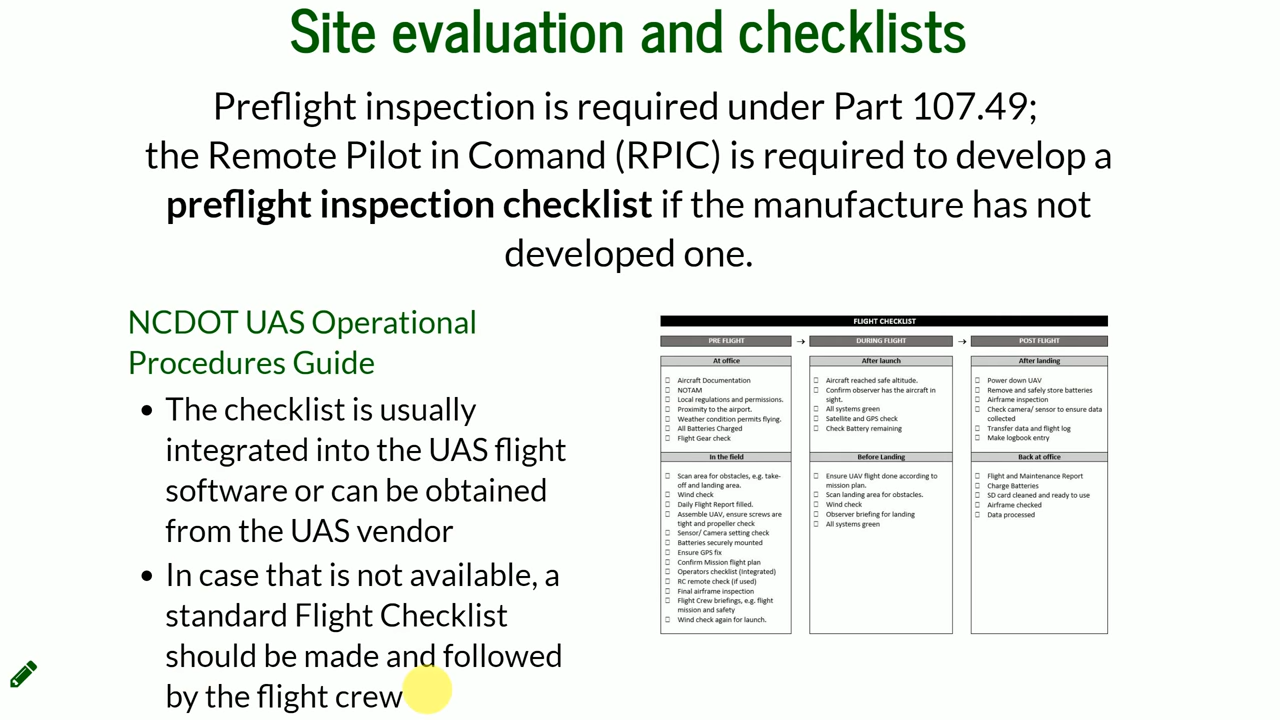 Site evaluation and checklists
Preflight inspection is required under Part 107.49;
the Remote Pilot in Comand (RPIC) is required to develop a
preflight inspection checklist if the manufacture has not
developed one.
NCDOT UAS Operational
Procedures Guide
• The checklist is usually
integrated into the UAS flight
software or can be obtained
from the UAS vendor
• In case that is not available, a
standard Flight Checklist
should be made and followed
by the flight crew
FLIGHT CHECKLIST
PRE FLIGHT → DURING FLIGHT → POST FLIGHT
At office
☐ Aircraft Documentation
☐ NOTAM
☐ Local regulations and permissions.
☐ Proximity to the airport.
☐ Weather condition permits flying.
☐ All Batteries Charged
☐ Flight Gear check
In the field
☐ Scan area for obstacles, e.g. take-
off and landing area.
☐ Wind check
☐ Daily Flight Report filled.
☐ Assemble UAV, ensure screws are
tight and propeller check
☐ Sensor/ Camera setting check
☐ Batteries securely mounted
☐ Ensure GPS fix
☐ Confirm Mission flight plan
☐ Operators checklist (Integrated)
☐ RC remote check (if used)
☐ Final airframe inspection
☐ Flight Crew briefings, e.g. flight
mission and safety
☐ Wind check again for launch.
After launch
☐ Aircraft reached safe altitude.
☐ Confirm observer has the aircraft in
sight.
☐ All systems green
☐ Satellite and GPS check
☐ Check Battery remaining
Before Landing
☐ Ensure UAV flight done according to
mission plan.
☐ Scan landing area for obstacles.
☐ Wind check
☐ Observer briefing for landing
☐ All systems green
After landing
☐ Power down UAV
☐ Remove and safely store batteries
☐ Airframe inspection
☐ Check camera/ sensor to ensure data
collected
☐ Transfer data and flight log
☐ Make logbook entry
Back at office
☐ Flight and Maintenance Report
☐ Charge Batteries
☐ SD card cleaned and ready to use
☐ Airframe checked
☐ Data processed